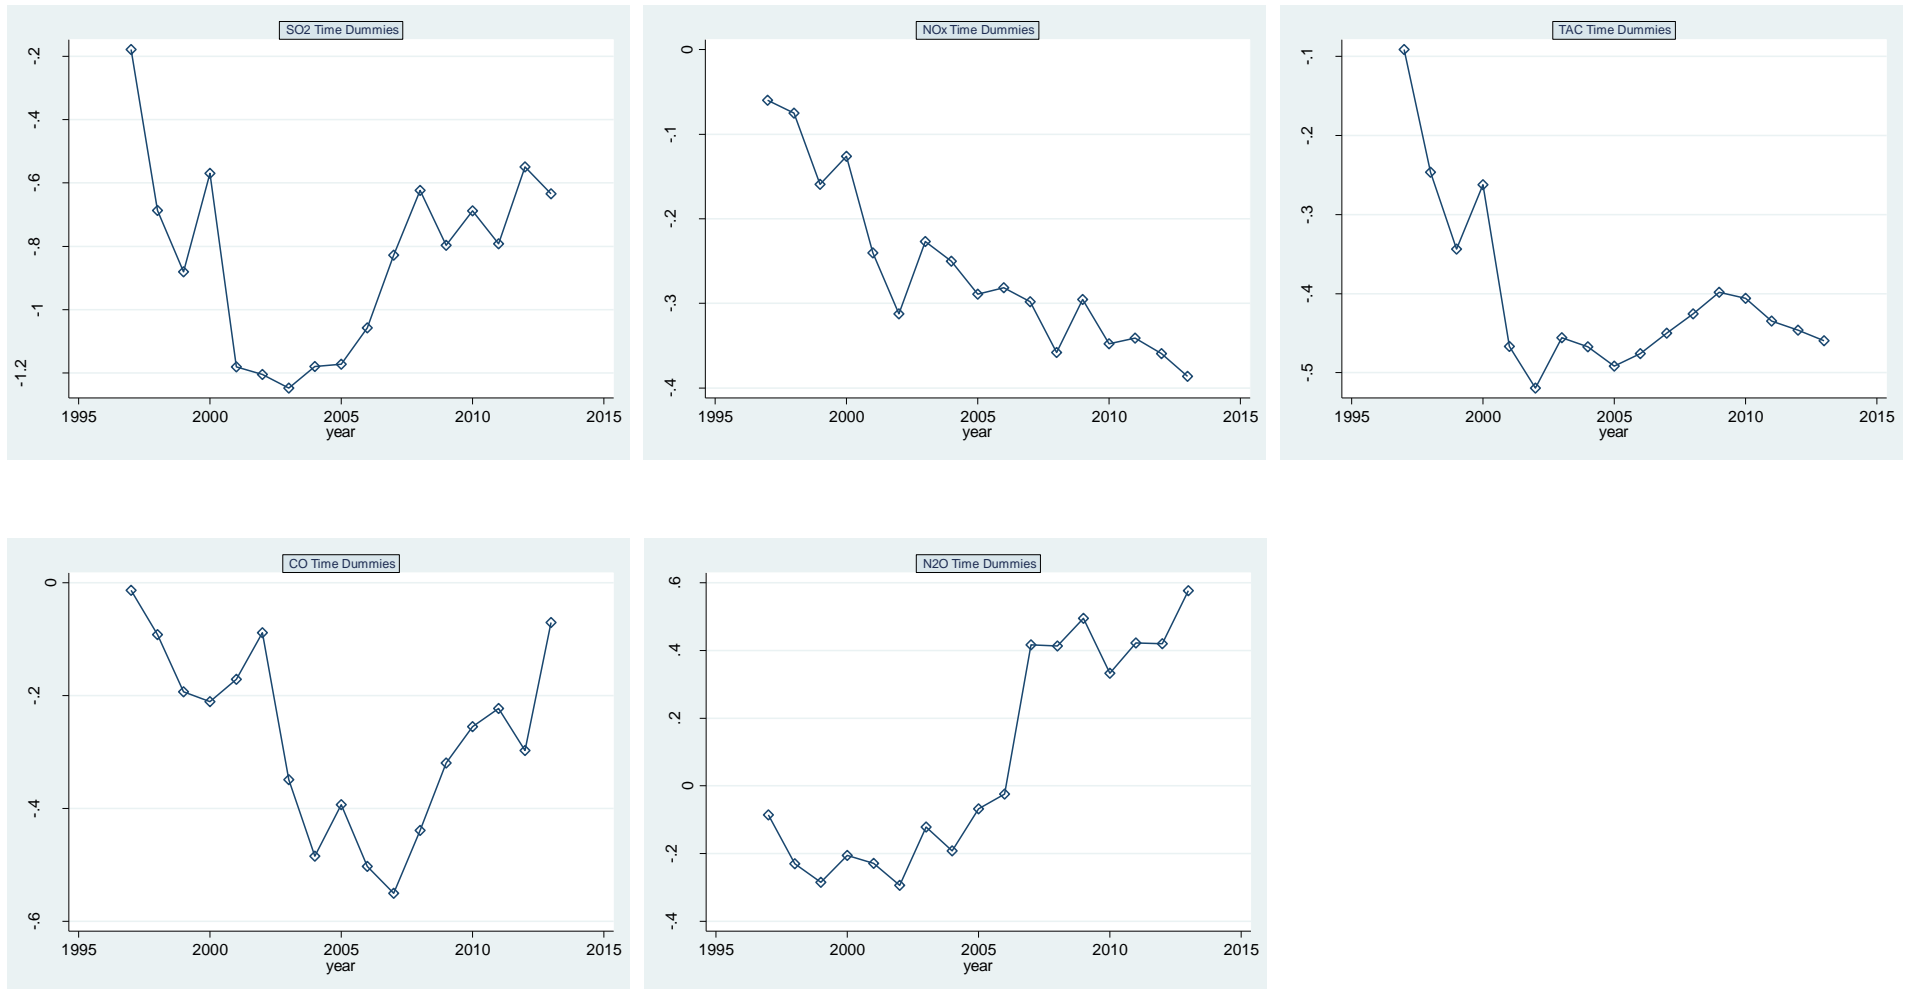 SO2 Time Dummies
-.2
-.4
-.6
-.8
-1
-1.2
1995 2000 2005 2010 2015
year
NOx Time Dummies
0
-.1
-.2
-.3
-.4
1995 2000 2005 2010 2015
year
TAC Time Dummies
-.1
-.2
-.3
-.4
-.5
1995 2000 2005 2010 2015
year
CO Time Dummies
0
-.2
-.4
-.6
1995 2000 2005 2010 2015
year
N2O Time Dummies
.6
.4
.2
0
-.2
-.4
1995 2000 2005 2010 2015
year